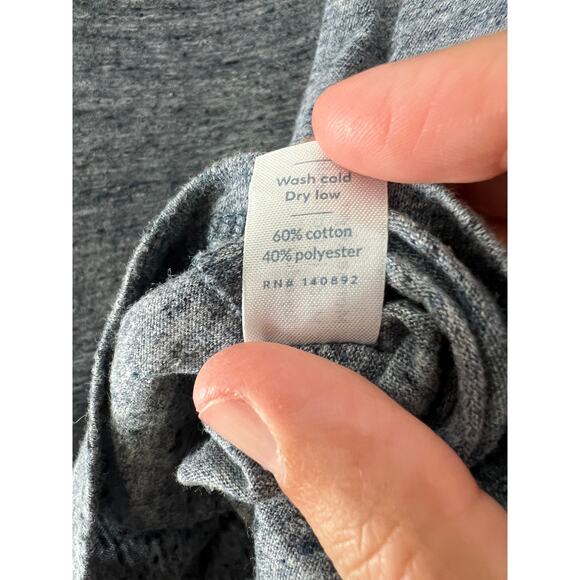 Wash cold
Dry low
60% cotton
40% polyester
RN# 140892